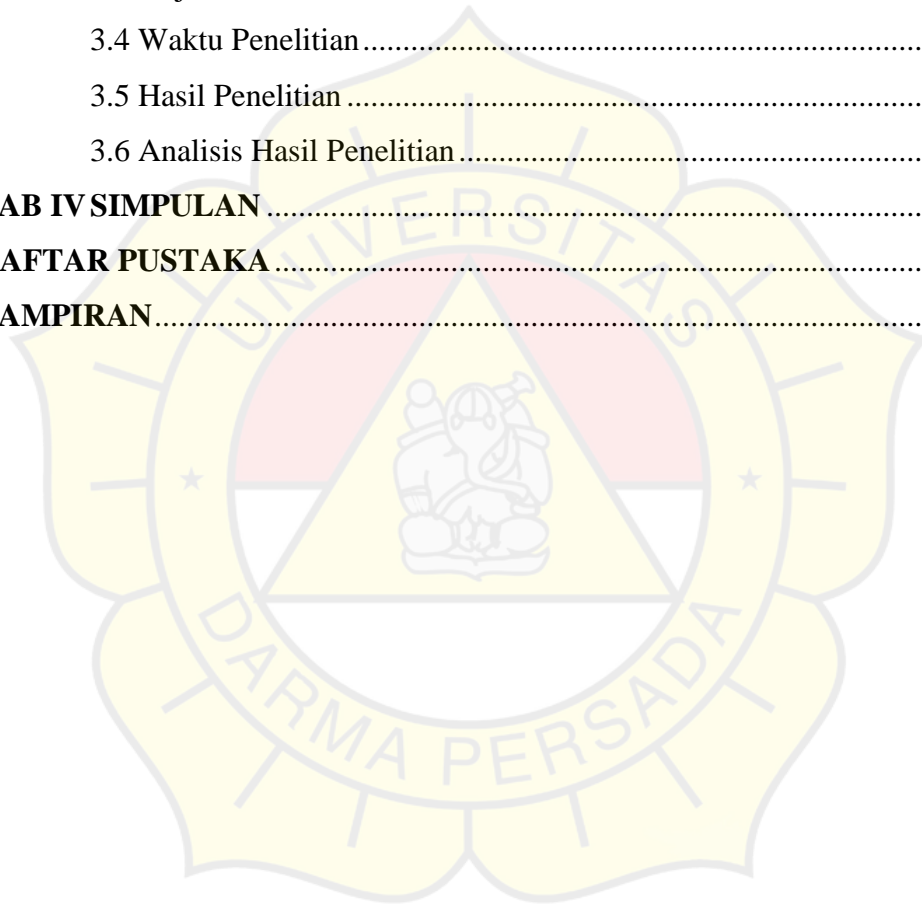 3.4 Waktu Penelitian
3.5 Hasil Penelitian
3.6 Analisis Hasil Penelitian
AB IV SIMPULAN
AFTAR PUSTAKA
AMPIRAN
UNIVERSITAS
DARMA PERSADA